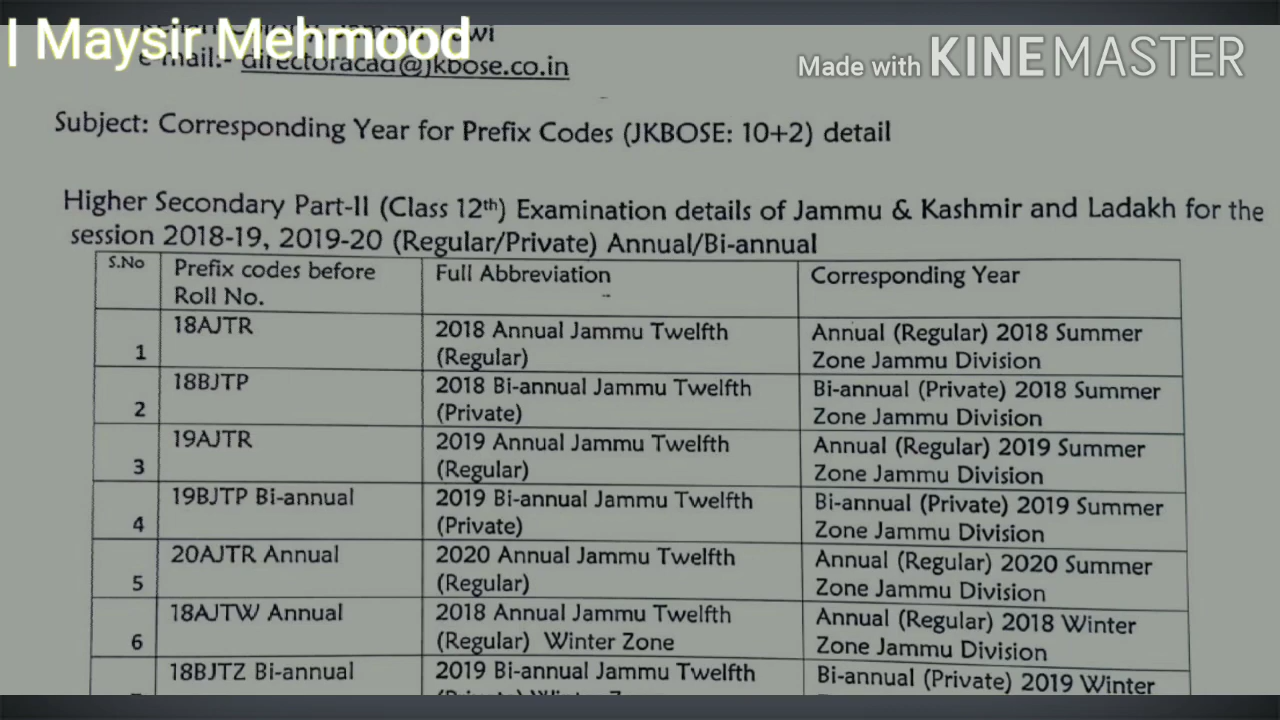 | Maysir Mehmood
Made with KINEMASTER
e-mail:- directoracad@jkbose.co.in
Subject: Corresponding Year for Prefix Codes (JKBOSE: 10+2) detail
Higher Secondary Part-II (Class 12th) Examination details of Jammu & Kashmir and Ladakh for the
session 2018-19, 2019-20 (Regular/Private) Annual/Bi-annual
S.No Prefix codes before Full Abbreviation Corresponding Year
Roll No.
18AJTR 2018 Annual Jammu Twelfth Annual (Regular) 2018 Summer
1 (Regular) Zone Jammu Division
18BJTP 2018 Bi-annual Jammu Twelfth Bi-annual (Private) 2018 Summer
2 (Private) Zone Jammu Division
19AJTR 2019 Annual Jammu Twelfth Annual (Regular) 2019 Summer
3 (Regular) Zone Jammu Division
19BJTP Bi-annual 2019 Bi-annual Jammu Twelfth Bi-annual (Private) 2019 Summer
4 (Private) Zone Jammu Division
20AJTR Annual 2020 Annual Jammu Twelfth Annual (Regular) 2020 Summer
5 (Regular) Zone Jammu Division
18AJTW Annual 2018 Annual Jammu Twelfth Annual (Regular) 2018 Winter
6 (Regular) Winter Zone Zone Jammu Division
18BJTZ Bi-annual 2019 Bi-annual Jammu Twelfth Bi-annual (Private) 2019 Winter